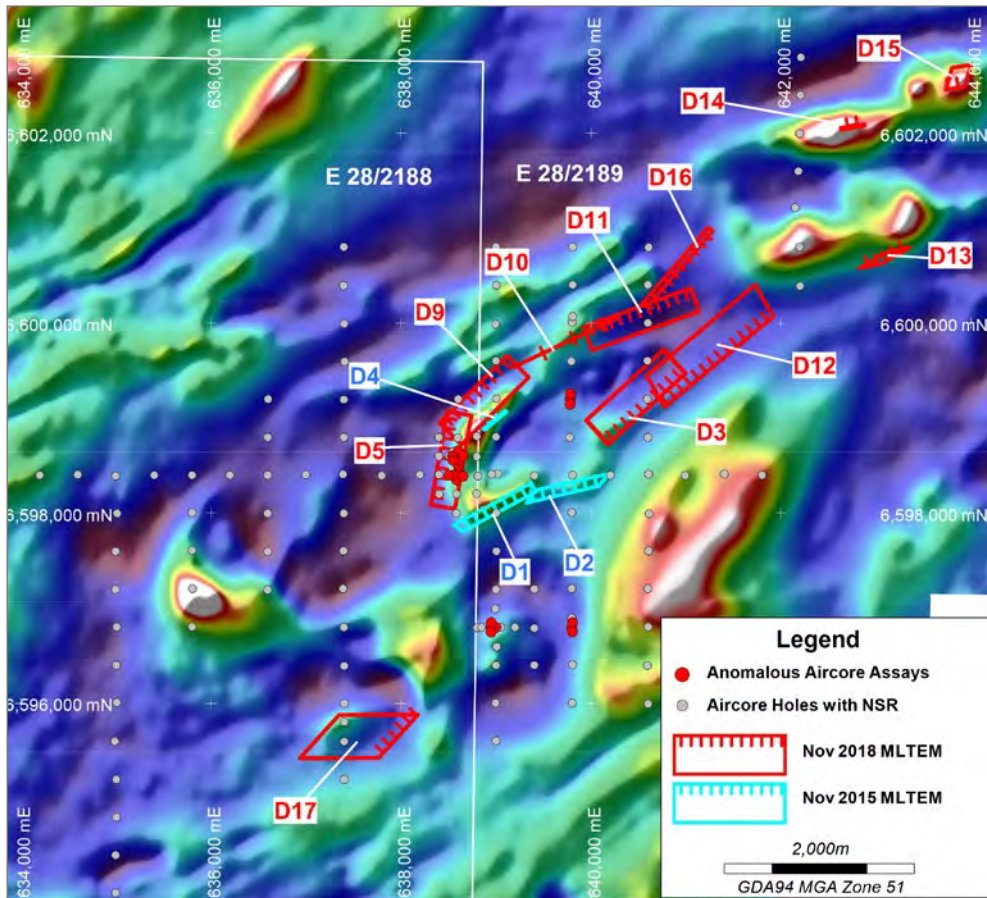 634,000 mE
636,000 mE
638,000 mE
640,000 mE
642,000 mE
644,000 mE
D15
D14
6,602,000 mN
6,602,000 mN
E 28/2188
E 28/2189
D16
D11
D10
D13
D9
6,600,000 mN
6,600,000 mN
D12
D4
D3
D5
6,598,000 mN
6,598,000 mN
D1
D2
6,596,000 mN
D17
634,000 mE
636,000 mE
638,000 mE
640,000 mE
Legend
Anomalous Aircore Assays
Aircore Holes with NSR
Nov 2018 MLTEM
Nov 2015 MLTEM
2,000m
GDA94 MGA Zone 51